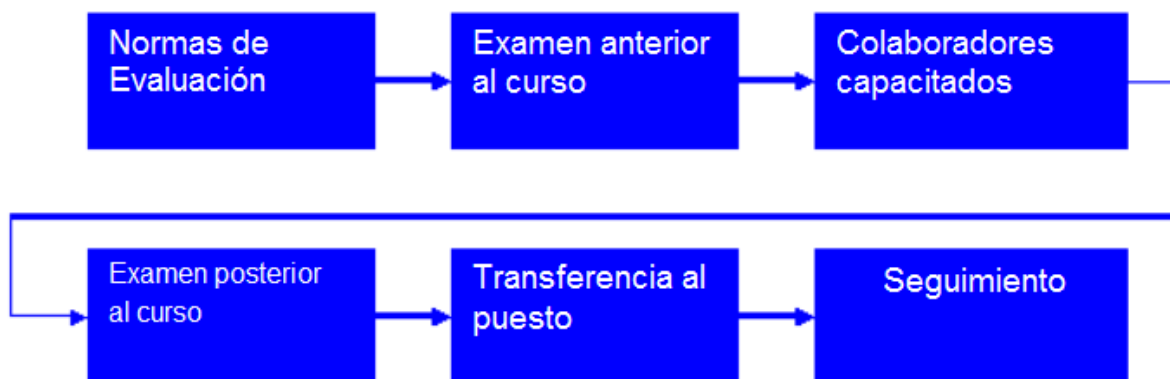 Normas de
Evaluación
Examen anterior
al curso
Colaboradores
capacitados
Examen posterior
al curso
Transferencia al
puesto
Seguimiento